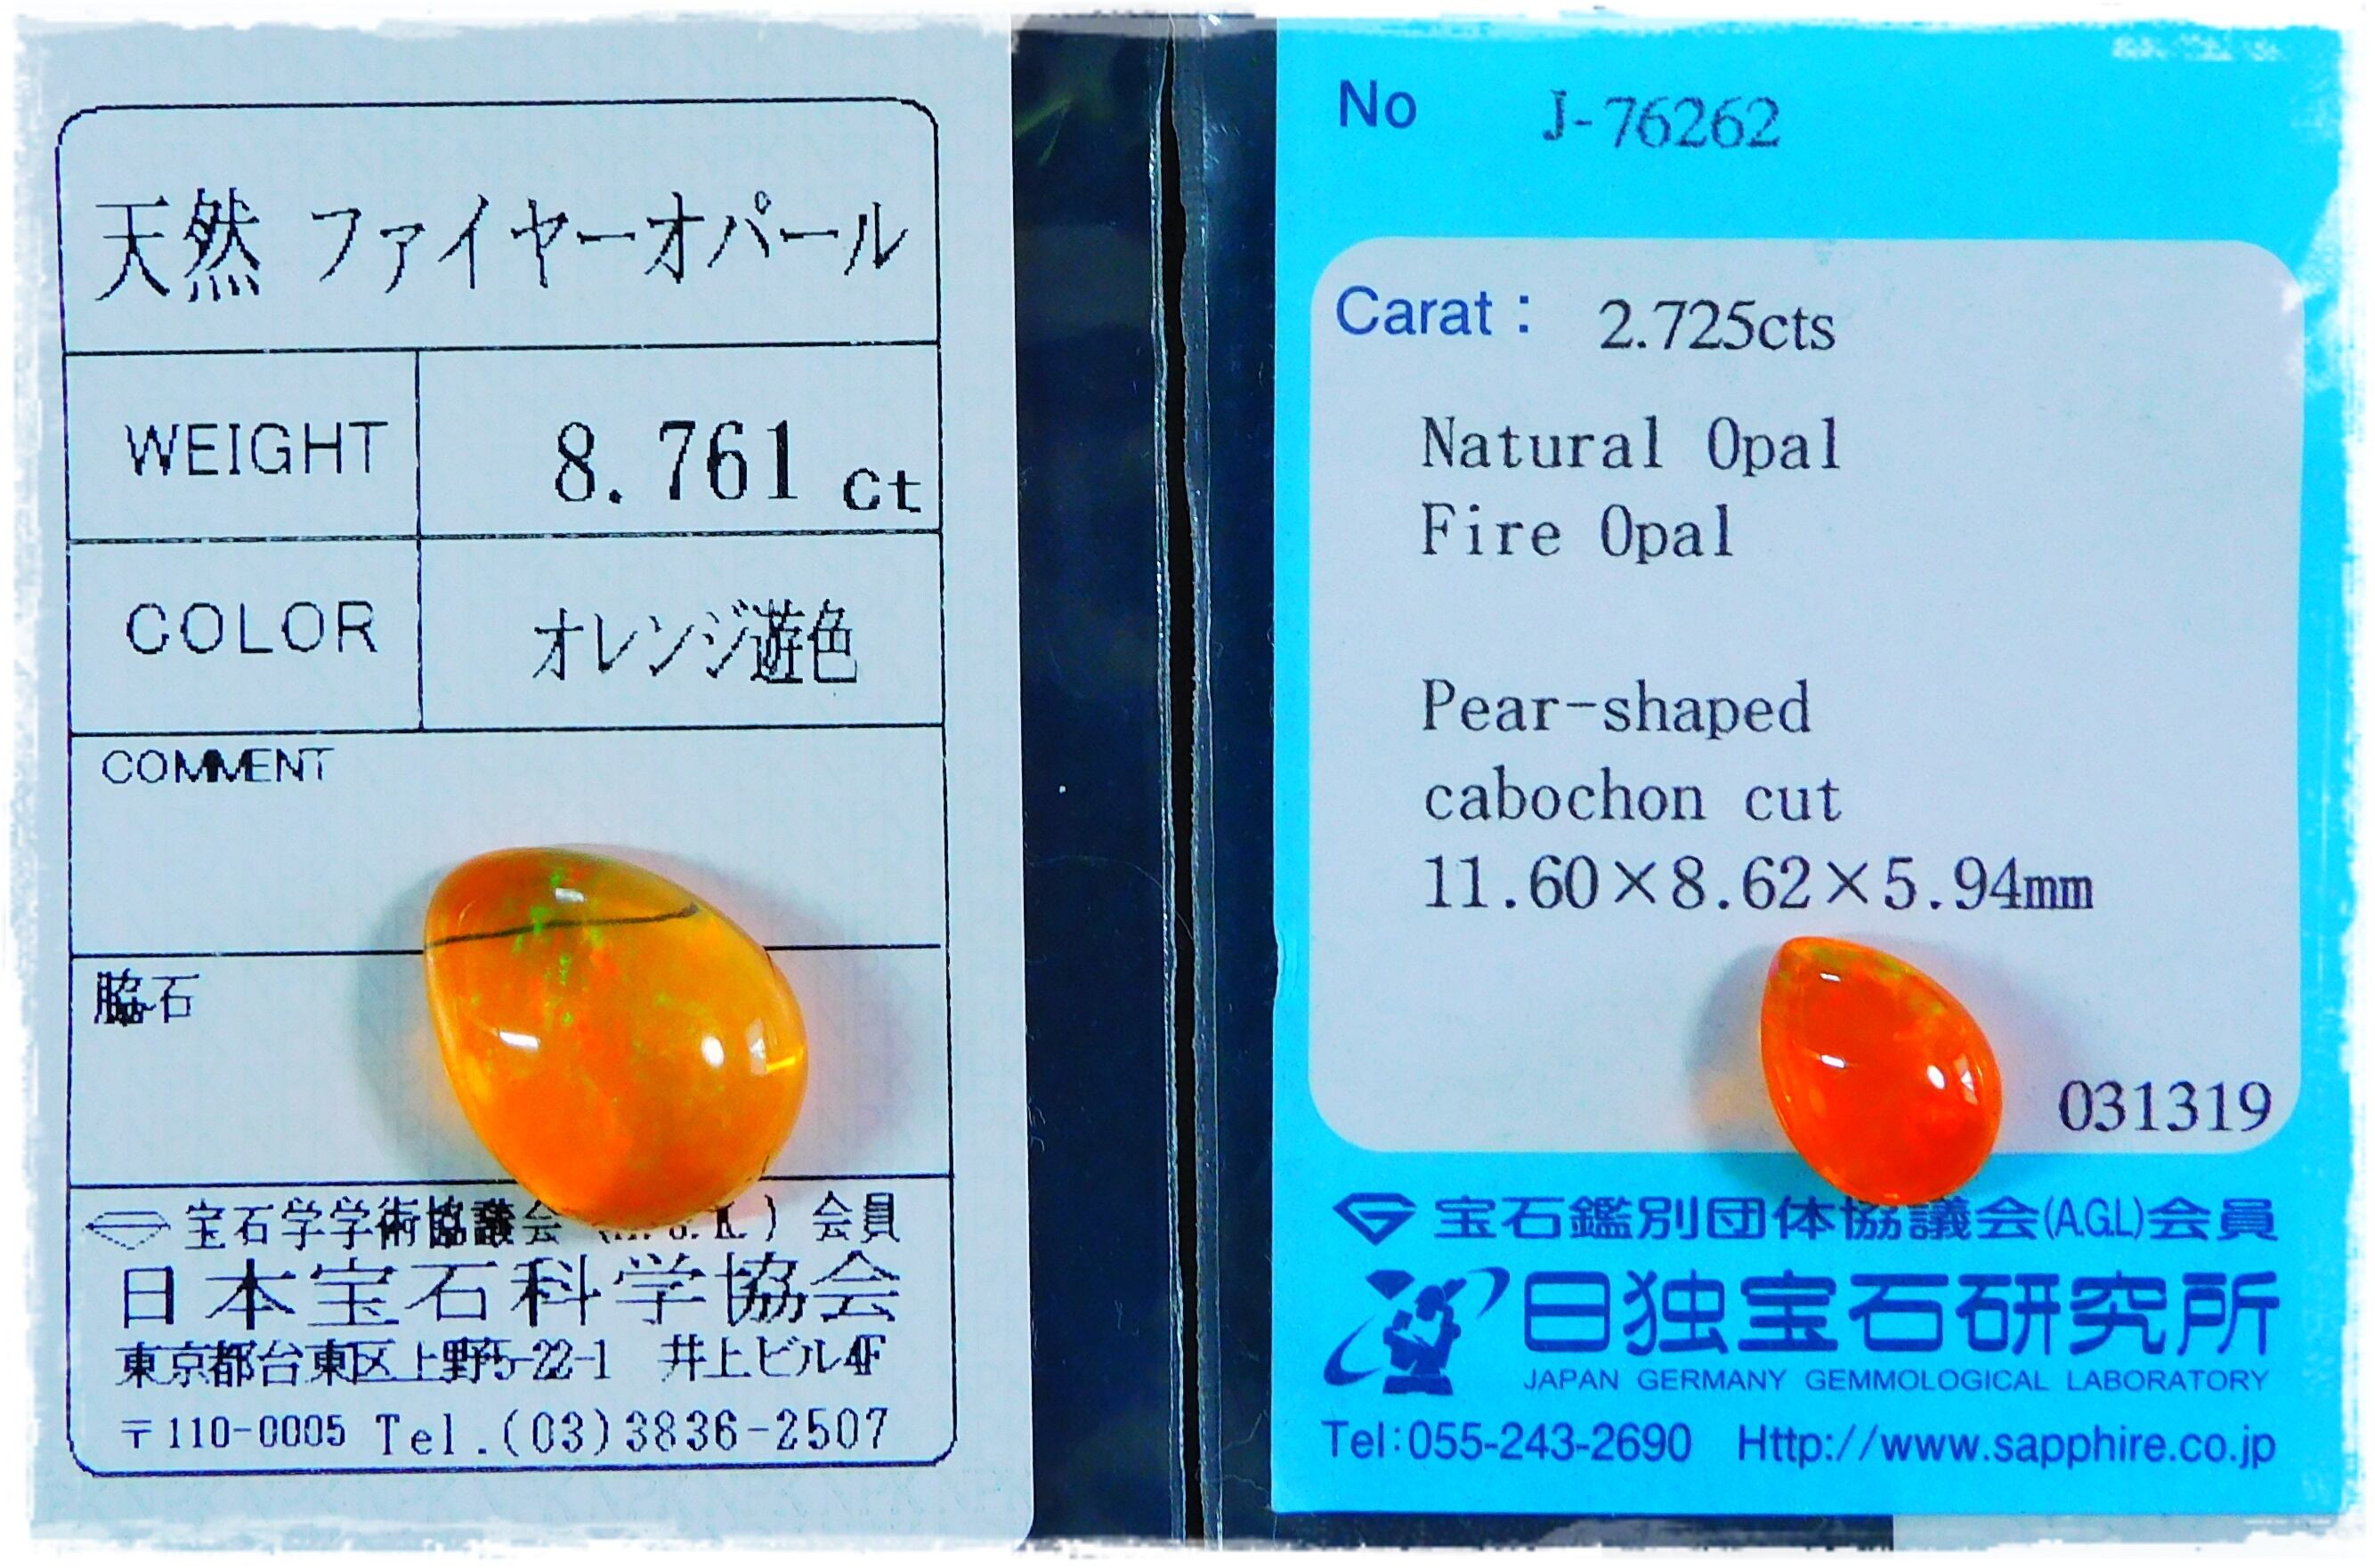 天然 ファイヤーオパール
WEIGHT 8.761 ct
COLOR オレンジ遊色
COMMENT
脇石
宝石学学術協議会 会員
日本宝石科学協会
東京都台東区上野5-22-1 井上ビル4F
〒110-0005 Tel.(03)3836-2507
No J-76262
Carat: 2.725cts
Natural Opal
Fire Opal
Pear-shaped
cabochon cut
11.60×8.62×5.94mm
031319
宝石鑑別団体協議会(A.G.L)会員
日独宝石研究所
JAPAN GERMANY GEMMOLOGICAL LABORATORY
Tel:055-243-2690 Http://www.sapphire.co.jp